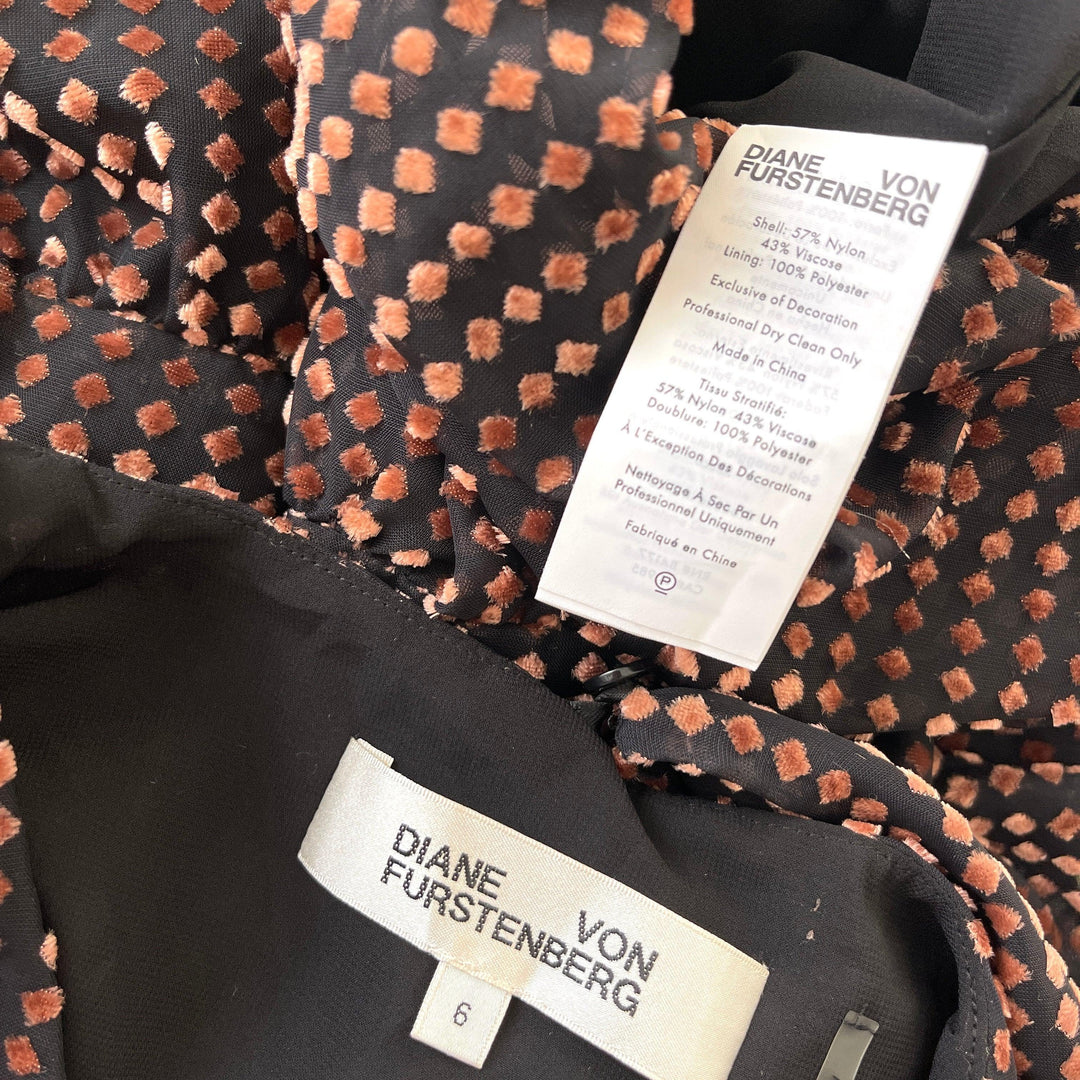 DIANE VON
FURSTENBERG
Shell: 57% Nylon
43% Viscose
Lining: 100% Polyester
Exclusive of Decoration
Professional Dry Clean Only
Made in China
Tissu Stratifié:
57% Nylon 43% Viscose
Doublure: 100% Polyester
À L'Exception Des Décorations
Nettoyage À Sec Par Un
Professionnel Uniquement
Fabriqué en Chine
P
DIANE VON
FURSTENBERG
6